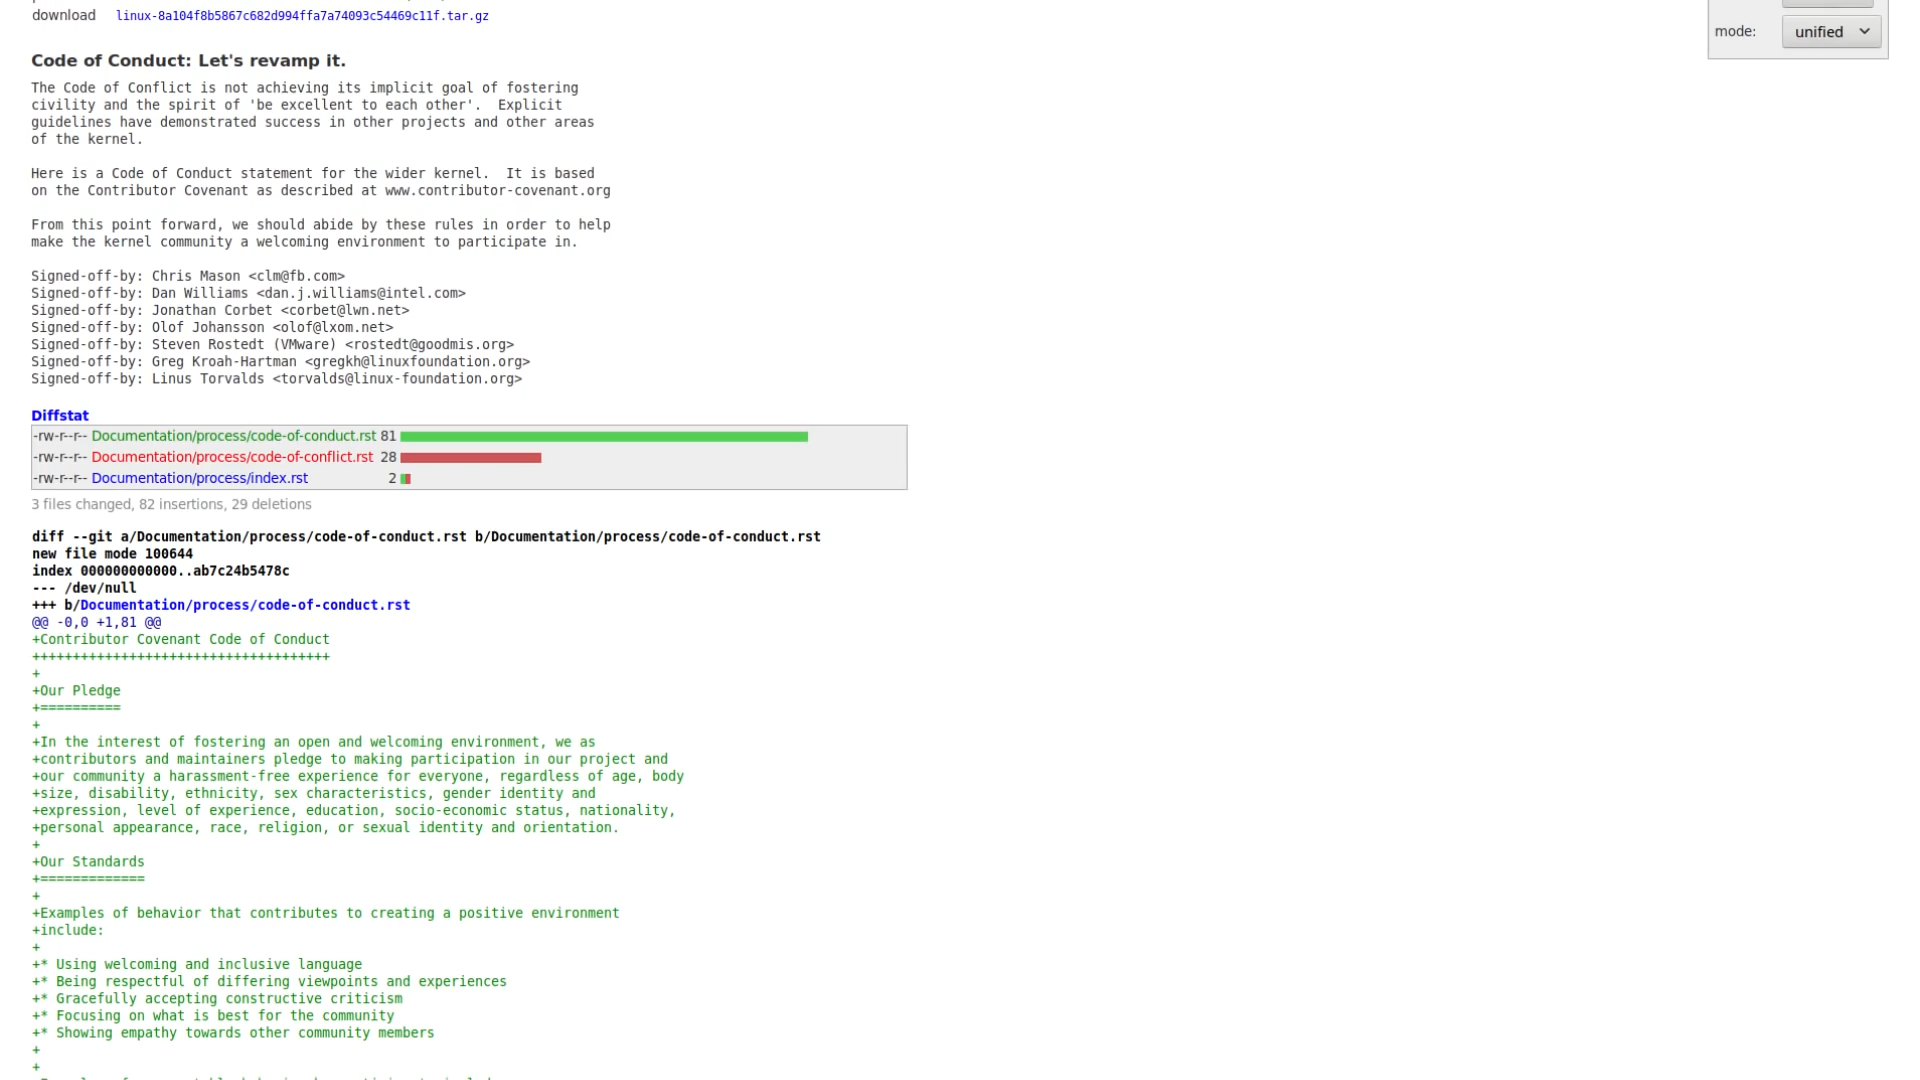 download linux-8a104f8b5867c682d994ffa7a74093c54469c11f.tar.gz
mode: unified
Code of Conduct: Let's revamp it.
The Code of Conflict is not achieving its implicit goal of fostering
civility and the spirit of 'be excellent to each other'.  Explicit
guidelines have demonstrated success in other projects and other areas
of the kernel.
Here is a Code of Conduct statement for the wider kernel.  It is based
on the Contributor Covenant as described at www.contributor-covenant.org
From this point forward, we should abide by these rules in order to help
make the kernel community a welcoming environment to participate in.
Signed-off-by: Chris Mason <clm@fb.com>
Signed-off-by: Dan Williams <dan.j.williams@intel.com>
Signed-off-by: Jonathan Corbet <corbet@lwn.net>
Signed-off-by: Olof Johansson <olof@lxom.net>
Signed-off-by: Steven Rostedt (VMware) <rostedt@goodmis.org>
Signed-off-by: Greg Kroah-Hartman <gregkh@linuxfoundation.org>
Signed-off-by: Linus Torvalds <torvalds@linux-foundation.org>
Diffstat
-rw-r--r-- Documentation/process/code-of-conduct.rst 81
-rw-r--r-- Documentation/process/code-of-conflict.rst 28
-rw-r--r-- Documentation/process/index.rst 2
3 files changed, 82 insertions, 29 deletions
diff --git a/Documentation/process/code-of-conduct.rst b/Documentation/process/code-of-conduct.rst
new file mode 100644
index 000000000000..ab7c24b5478c
--- /dev/null
+++ b/Documentation/process/code-of-conduct.rst
@@ -0,0 +1,81 @@
+Contributor Covenant Code of Conduct
+++++++++++++++++++++++++++++++++++++
+
+Our Pledge
+==========
+
+In the interest of fostering an open and welcoming environment, we as
+contributors and maintainers pledge to making participation in our project and
+our community a harassment-free experience for everyone, regardless of age, body
+size, disability, ethnicity, sex characteristics, gender identity and
+expression, level of experience, education, socio-economic status, nationality,
+personal appearance, race, religion, or sexual identity and orientation.
+
+Our Standards
+=============
+
+Examples of behavior that contributes to creating a positive environment
+include:
+
+* Using welcoming and inclusive language
+* Being respectful of differing viewpoints and experiences
+* Gracefully accepting constructive criticism
+* Focusing on what is best for the community
+* Showing empathy towards other community members
+
+